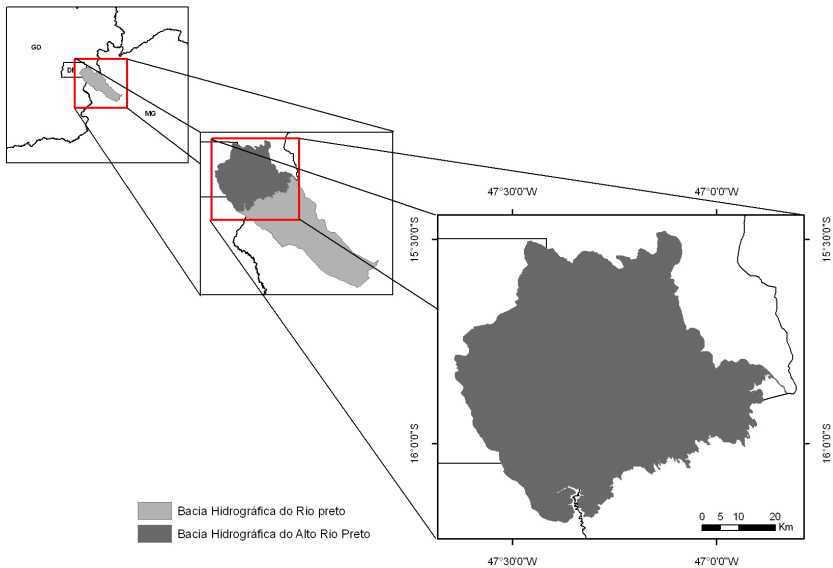 GO
DF
MG
47°30'0"W
47°0'0"W
15°30'0"S
15°30'0"S
16°0'0"S
16°0'0"S
Bacia Hidrográfica do Rio preto
Bacia Hidrográfica do Alto Rio Preto
0 5 10 20
Km
47°30'0"W
47°0'0"W